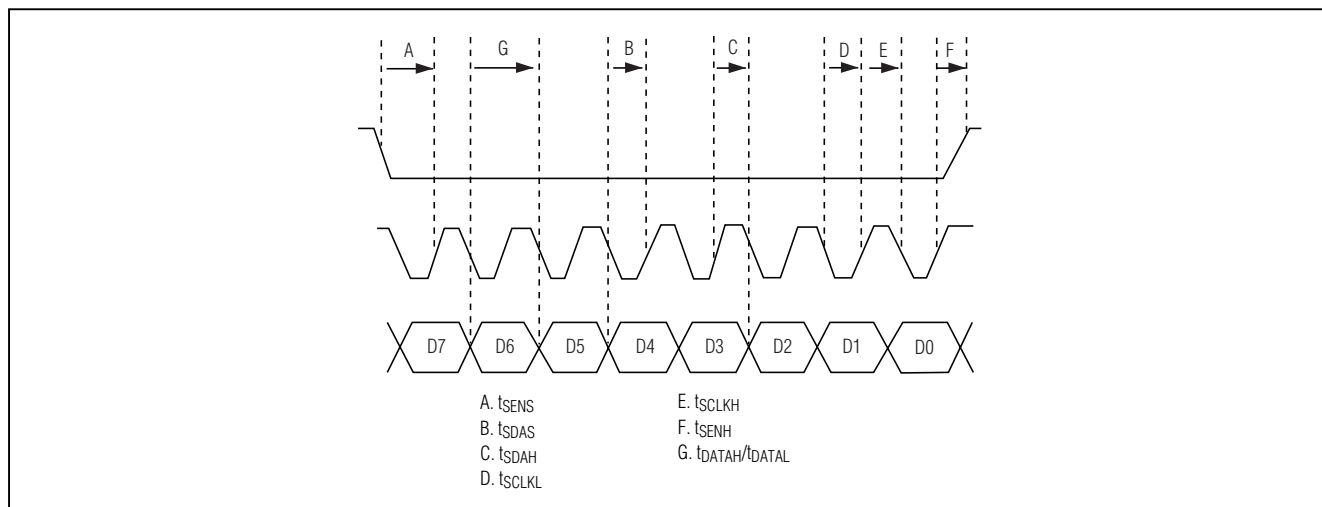 A G B C D E F
D7 D6 D5 D4 D3 D2 D1 D0
A. tSENS
B. tSDAS
C. tSDAH
D. tSCLKL
E. tSCLKH
F. tSENH
G. tDATAH/tDATAL